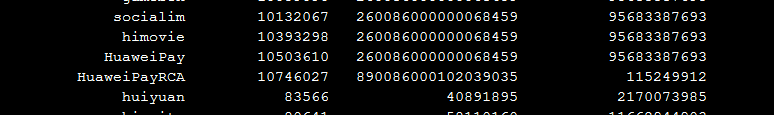 socialim 10132067 260086000000068459 95683387693
himovie 10393298 260086000000068459 95683387693
HuaweiPay 10503610 260086000000068459 95683387693
HuaweiPayRCA 10746027 890086000102039035 115249912
huiyuan 83566 40891895 2170073985